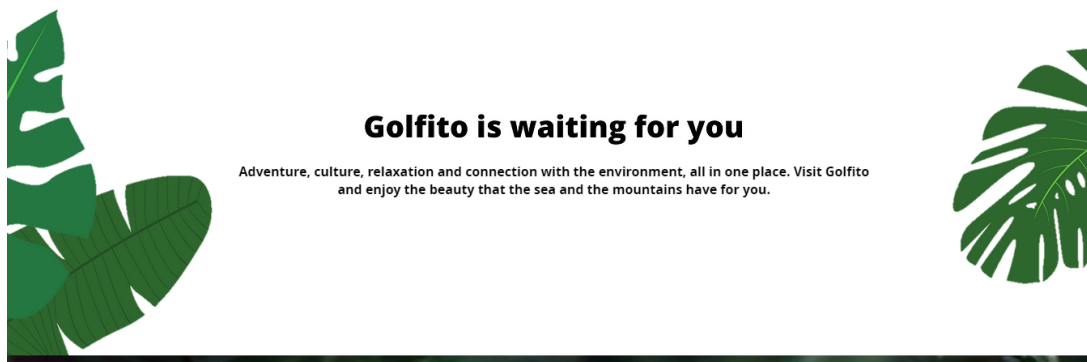 Golfito is waiting for you
Adventure, culture, relaxation and connection with the environment, all in one place. Visit Golfito
and enjoy the beauty that the sea and the mountains have for you.